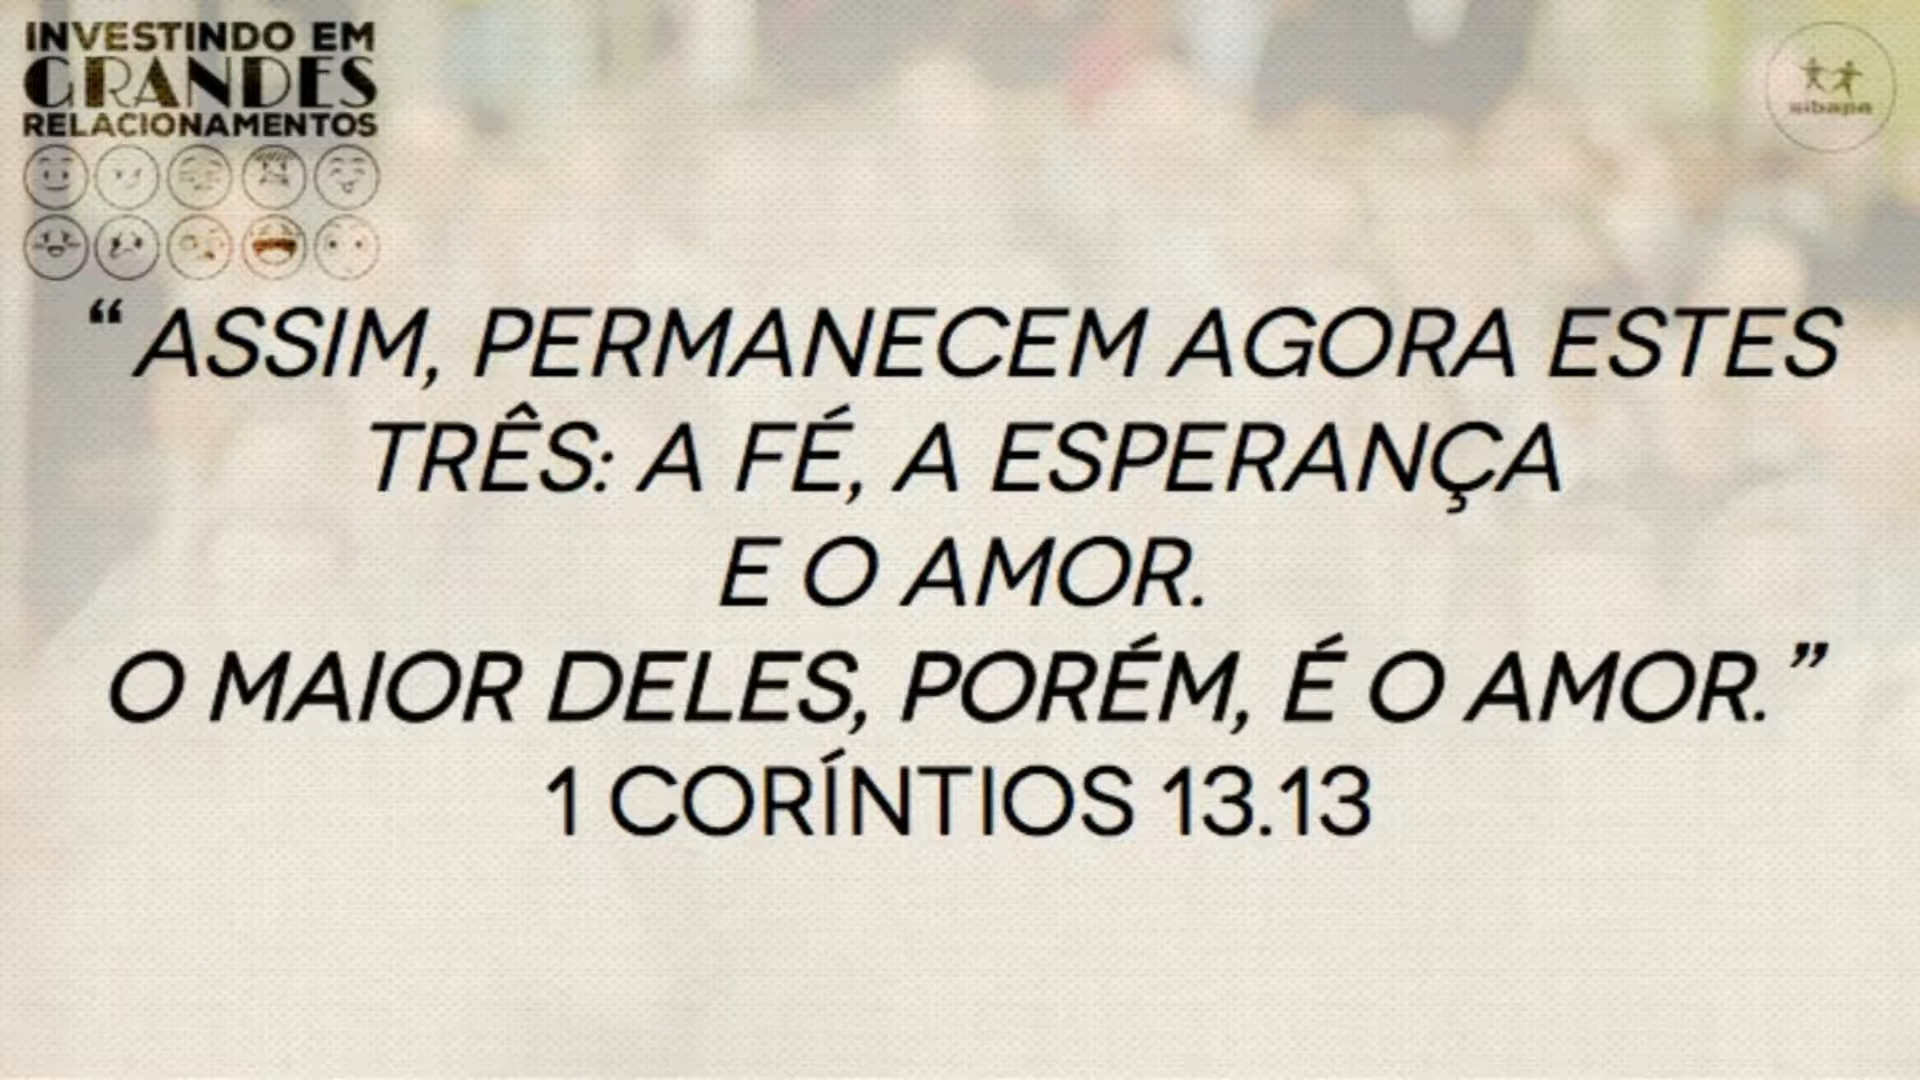 INVESTINDO EM
GRANDES
RELACIONAMENTOS
sibapa
“ ASSIM, PERMANECEM AGORA ESTES
TRÊS: A FÉ, A ESPERANÇA
E O AMOR.
O MAIOR DELES, PORÉM, É O AMOR.”
1 CORÍNTIOS 13.13